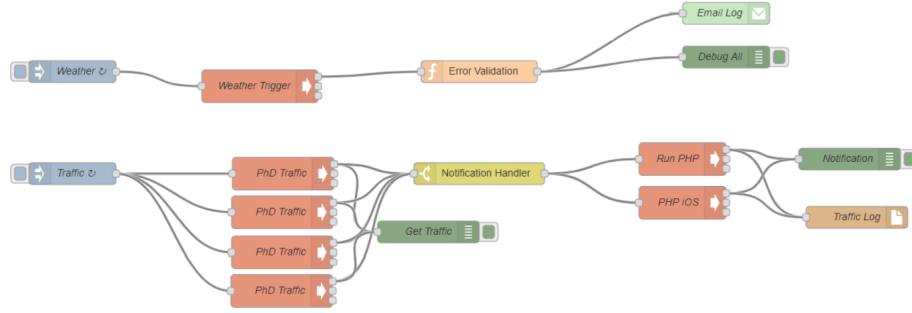 Email Log
Debug All
Weather ↻
Weather Trigger
Error Validation
Traffic ↻
PhD Traffic
PhD Traffic
PhD Traffic
PhD Traffic
Notification Handler
Get Traffic
Run PHP
PHP iOS
Notification
Traffic Log